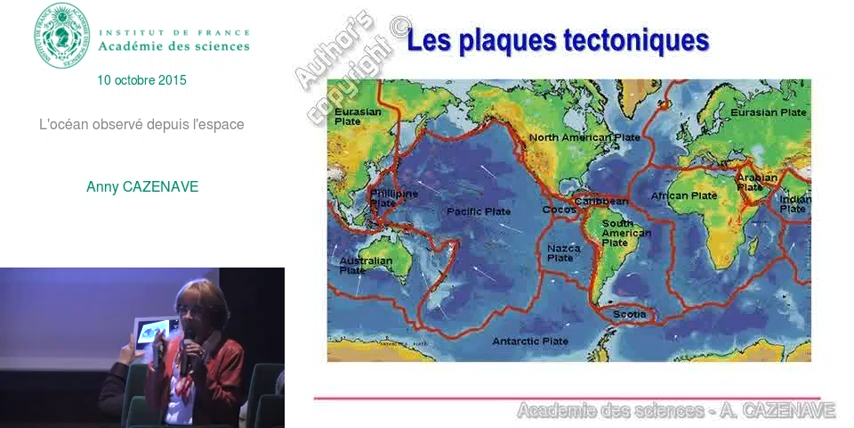 INSTITUT DE FRANCE
Académie des sciences
10 octobre 2015
L'océan observé depuis l'espace
Anny CAZENAVE
Author's
copyright ©
Les plaques tectoniques
Eurasian
Plate
North American Plate
Eurasian Plate
Phillipine
Plate
Pacific Plate
Cocos
Caribbean
African Plate
Arabian
Plate
Indian
Plate
South
American
Plate
Nazca
Plate
Australian
Plate
Scotia
Antarctic Plate
Academie des sciences - A. CAZENAVE